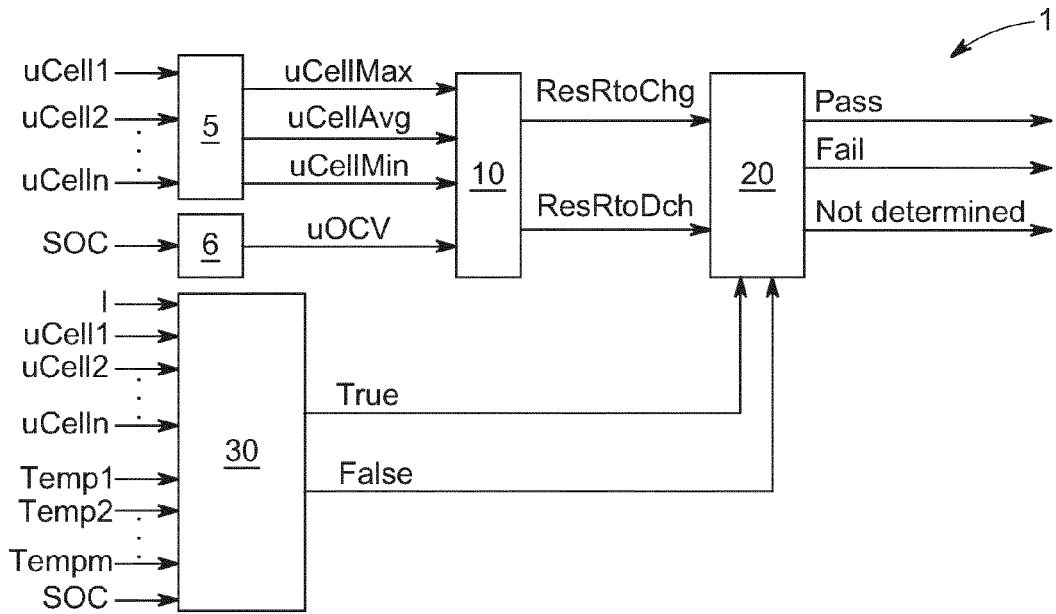 1
uCell1
uCell2
uCelln
SOC
5
6
uCellMax
uCellAvg
uCellMin
uOCV
10
ResRtoChg
ResRtoDch
20
Pass
Fail
Not determined
I
uCell1
uCell2
uCelln
Temp1
Temp2
Tempm
SOC
30
True
False